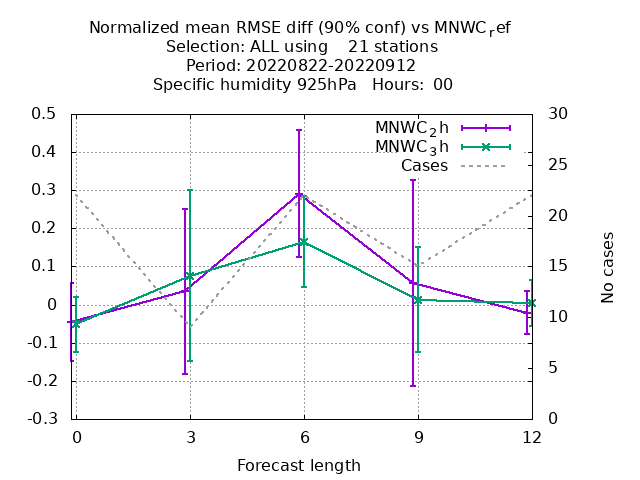 Normalized mean RMSE diff (90% conf) vs MNWC_ref
Selection: ALL using    21 stations
Period: 20220822-20220912
Specific humidity 925hPa   Hours:  00
MNWC_2h
MNWC_3h
Cases
0.5
0.4
0.3
0.2
0.1
0
-0.1
-0.2
-0.3
30
25
20
15
10
5
0
No cases
0 3 6 9 12
Forecast length